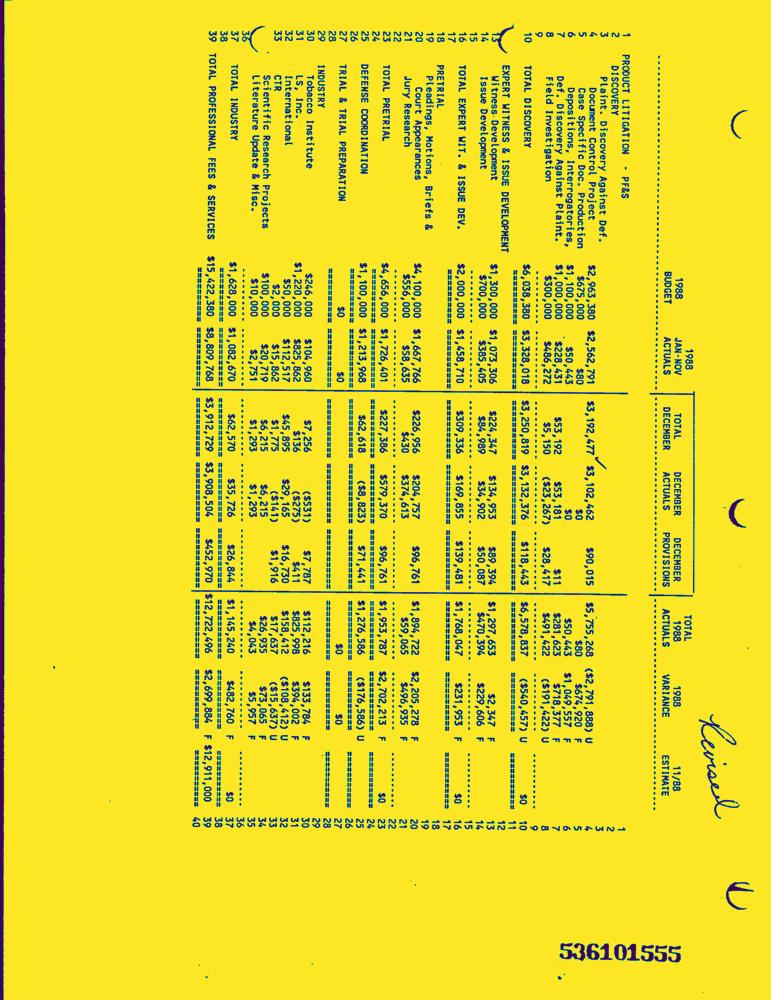 Revised
1988 BUDGET
1988 JAN-NOV ACTUALS
TOTAL DECEMBER
DECEMBER ACTUALS
DECEMBER PROVISIONS
TOTAL 1988 ACTUALS
1988 VARIANCE
11/88 ESTIMATE
1 PRODUCT LITIGATION - PF&S 1
2 DISCOVERY 2
3 Plaint. Discovery Against Def. 3
4 Document Control Project $2,963,380 $2,562,791 $3,192,477 ✓ $3,102,462 $90,015 $5,755,268 ($2,791,888) U 4
5 Case Specific Doc. Production $675,000 $80 $0 $80 $674,920 F 5
6 Depositions, Interrogatories, $1,100,000 $50,443 $0 $50,443 $1,049,557 F 6
7 Def. Discovery Against Plaint. $1,000,000 $228,431 $53,192 $53,181 $11 $281,623 $718,377 F 7
8 Field Investigation $300,000 $486,272 $5,150 ($23,267) $28,417 $491,422 ($191,422) U 8
9 9
10 TOTAL DISCOVERY $6,038,380 $3,328,018 $3,250,819 $3,132,376 $118,443 $6,578,837 ($540,457) U $0 10
11
EXPERT WITNESS & ISSUE DEVELOPMENT 12
13 Witness Development $1,300,000 $1,073,306 $224,347 $134,953 $89,394 $1,297,653 $2,347 F 13
14 Issue Development $700,000 $385,405 $84,989 $34,902 $50,087 $470,394 $229,606 F 14
15 15
16 TOTAL EXPERT WIT. & ISSUE DEV. $2,000,000 $1,458,710 $309,336 $169,855 $139,481 $1,768,047 $231,953 F $0 16
17 17
18 PRETRIAL 18
19 Pleadings, Motions, Briefs & 19
20 Court Appearances $4,100,000 $1,667,766 $226,956 $204,757 $96,761 $1,894,722 $2,205,278 F 20
21 Jury Research $556,000 $58,635 $430 $374,613 $59,065 $496,935 F 21
22 22
23 TOTAL PRETRIAL $4,656,000 $1,726,401 $227,386 $579,370 $96,761 $1,953,787 $2,702,213 F $0 23
24 24
25 DEFENSE COORDINATION $1,100,000 $1,213,968 $62,618 ($8,823) $71,441 $1,276,586 ($176,586) U 25
26 26
27 TRIAL & TRIAL PREPARATION $0 $0 $0 $0 $0 27
28 28
29 INDUSTRY 29
30 Tobacco Institute $246,000 $104,960 $7,256 ($531) $7,787 $112,216 $133,784 F 30
31 LS, Inc. $1,220,000 $825,862 $136 ($275) $411 $825,998 $394,002 F 31
32 International $50,000 $112,517 $45,895 $29,165 $16,730 $158,412 ($108,412) U 32
33 CTR $2,000 $15,862 $1,775 ($141) $1,916 $17,637 ($15,637) U 33
Scientific Research Projects $100,000 $20,719 $6,215 $6,215 $26,935 $73,065 F 34
Literature Update & Misc. $10,000 $2,751 $1,293 $1,293 $4,043 $5,957 F 35
36 36
37 TOTAL INDUSTRY $1,628,000 $1,082,670 $62,570 $35,726 $26,844 $1,145,240 $482,760 F $0 37
38 38
39 TOTAL PROFESSIONAL FEES & SERVICES $15,422,380 $8,809,768 $3,912,729 $3,908,504 $452,970 $12,722,496 $2,699,884 F $12,911,000 39
40
536101555